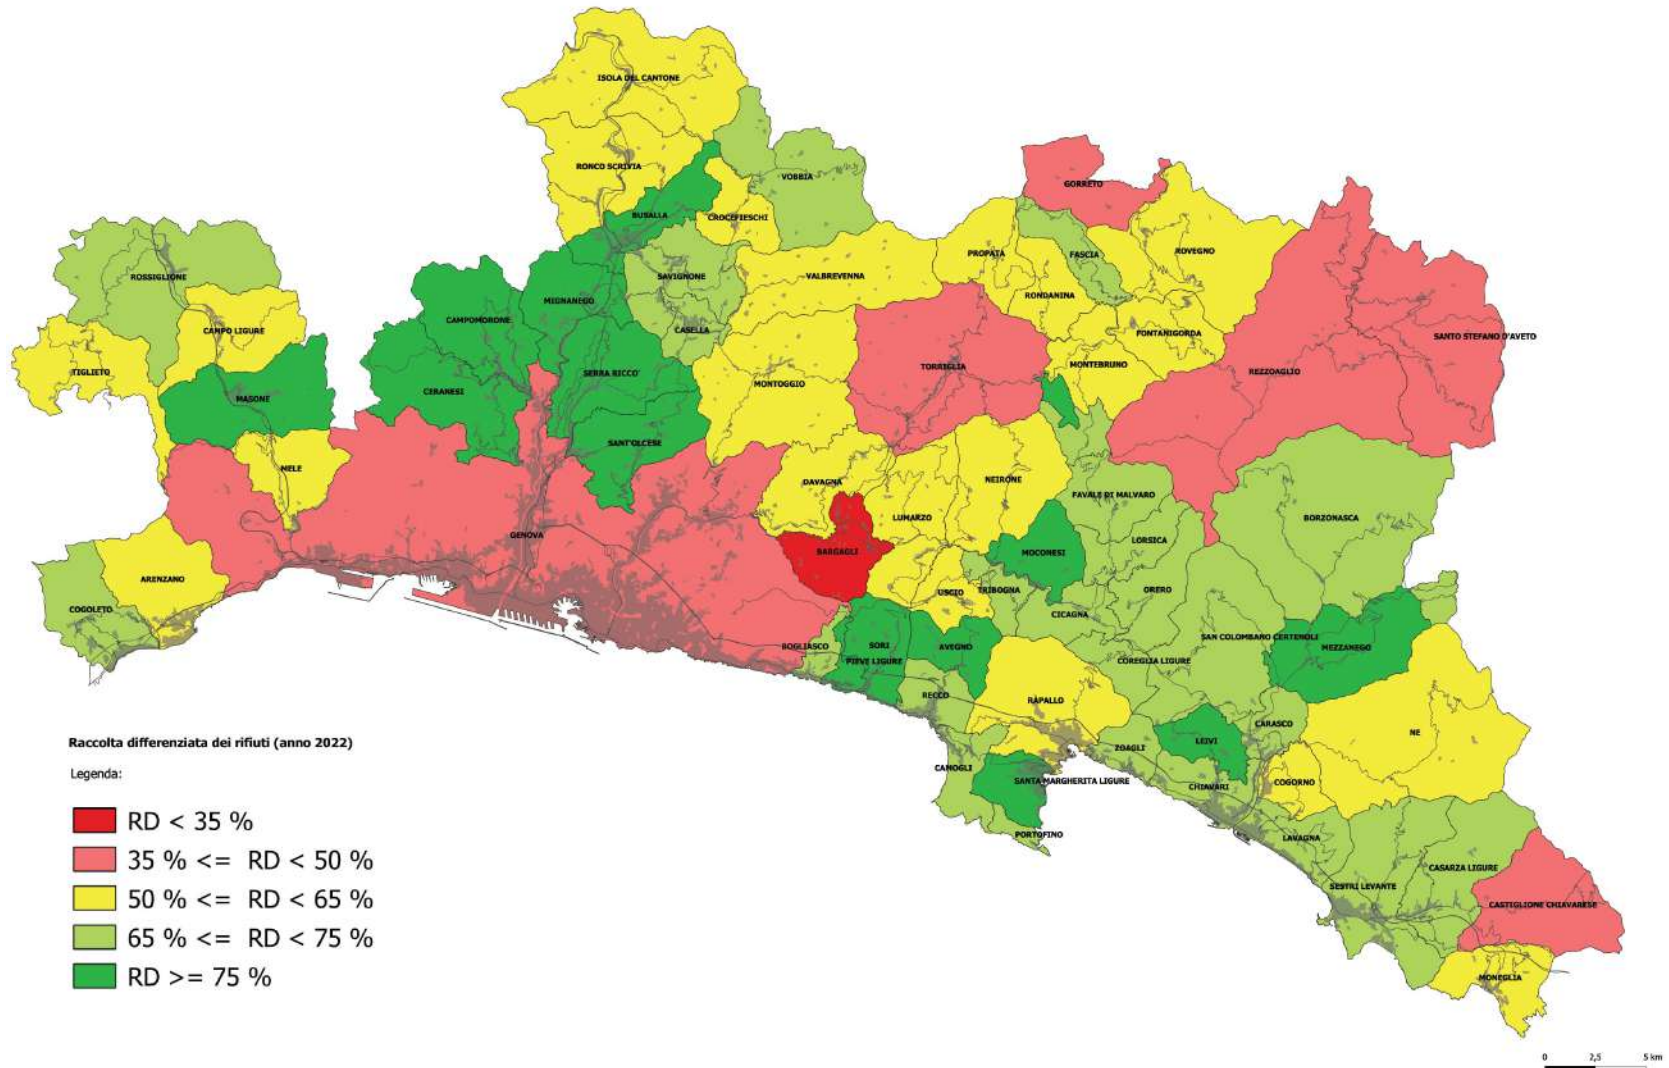 ISOLA DEL CANTONE
RONCO SCRIVIA
VOBBIA
GORRETO
BUSALLA
CROCEFIESCHI
ROVEGNO
PROPATA
FASCIA
ROSSIGLIONE
SAVIGNONE
VALBREVENNA
MIGNANEGO
RONDANINA
CAMPOMORONE
CAMPO LIGURE
CASELLA
FONTANIGORDA
SANTO STEFANO D'AVETO
TIGLIETO
SERRA RICCO'
TORRIGLIA
MONTEBRUNO
REZZOAGLIO
MONTOGGIO
CERANESI
MASONE
SANT'OLCESE
MELE
DAVAGNA
NEIRONE
FAVALE DI MALVARO
LUMARZO
BORZONASCA
GENOVA
LORSICA
BARGAGLI
MOCONESI
ARENZANO
USCIO
TRIBOGNA
ORERO
COGOLETO
CICAGNA
SAN COLOMBANO CERTENOLI
BOGLIASCO
SORI
AVEGNO
MEZZANEGO
PIEVE LIGURE
COREGLIA LIGURE
RECCO
RAPALLO
CARASCO
NE
LEIVI
ZOAGLI
CAMOGLI
SANTA MARGHERITA LIGURE
COGORNO
CHIAVARI
PORTOFINO
LAVAGNA
CASARZA LIGURE
SESTRI LEVANTE
CASTIGLIONE CHIAVARESE
MONEGLIA
Raccolta differenziata dei rifiuti (anno 2022)
Legenda:
RD < 35 %
35 % <= RD < 50 %
50 % <= RD < 65 %
65 % <= RD < 75 %
RD >= 75 %
0 2,5 5 km